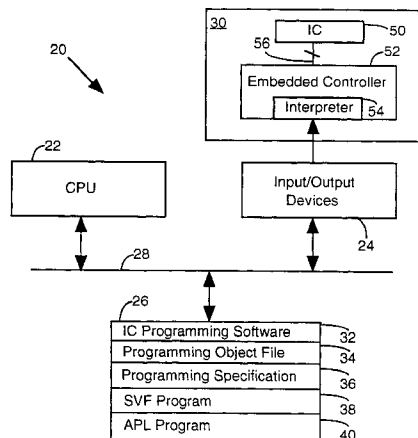 30
IC
50
56
52
20
Embedded Controller
Interpreter
54
22
CPU
Input/Output
Devices
24
28
26
IC Programming Software
32
Programming Object File
34
Programming Specification
36
SVF Program
38
APL Program
40